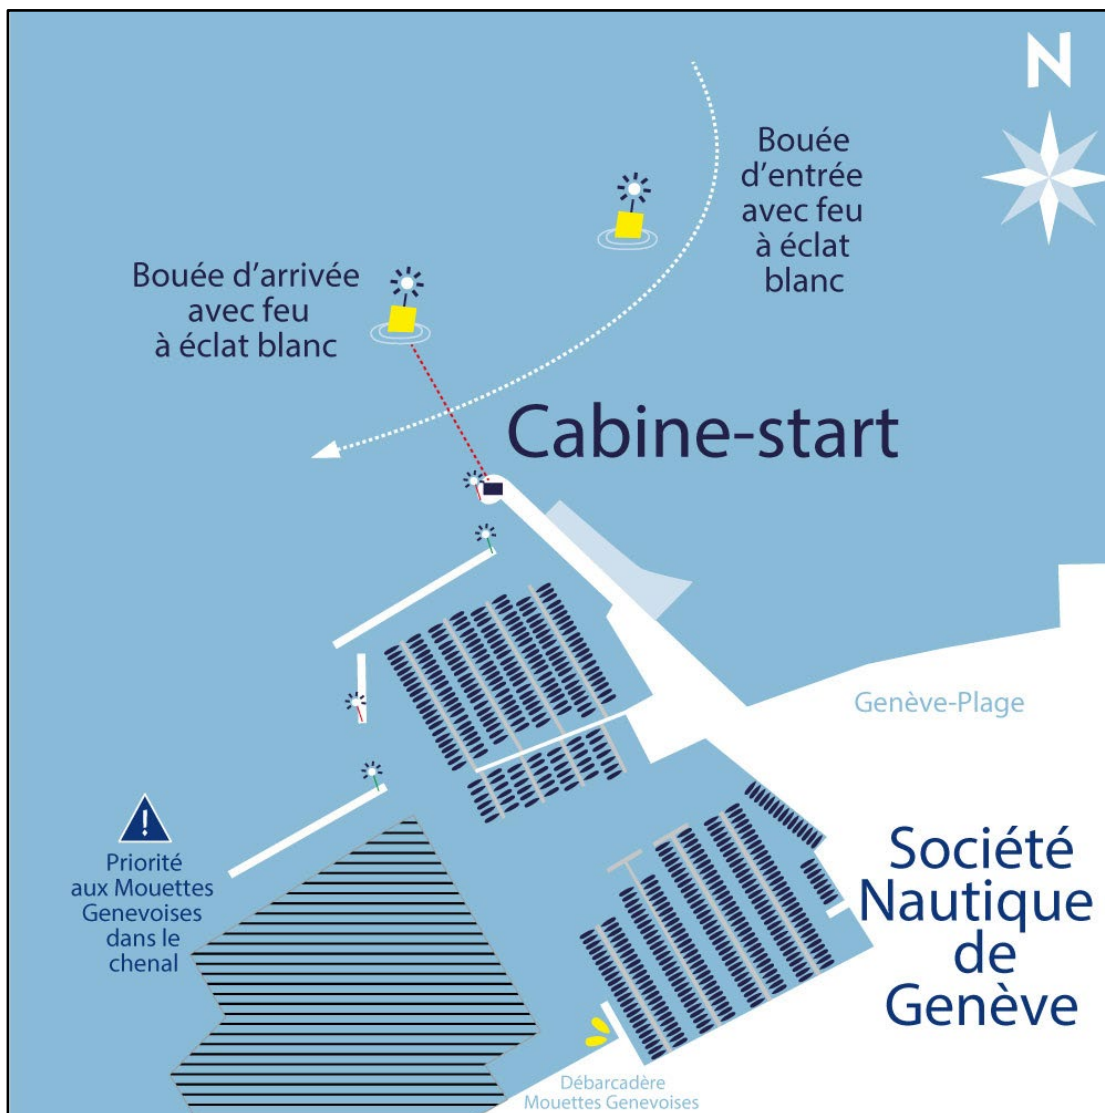 N
Bouée
d'entrée
avec feu
à éclat
blanc
Bouée d'arrivée
avec feu
à éclat blanc
Cabine-start
Genève-Plage
!
Priorité
aux Mouettes
Genevoises
dans le
chenal
Société
Nautique
de
Genève
Débarcadère
Mouettes Genevoises